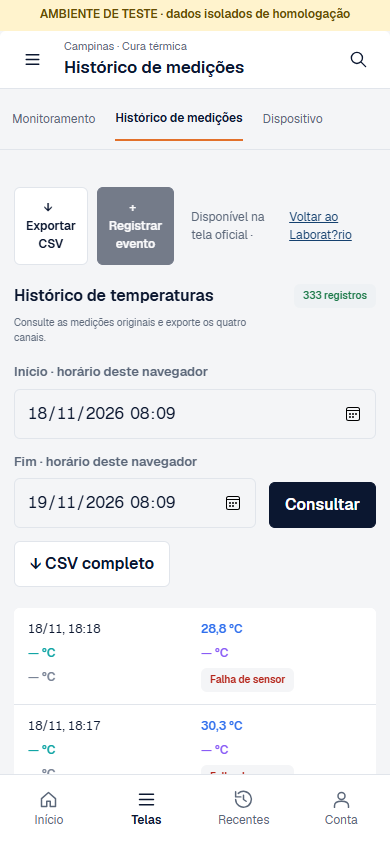 AMBIENTE DE TESTE · dados isolados de homologação
Campinas · Cura térmica
Histórico de medições
Monitoramento
Histórico de medições
Dispositivo
↓
Exportar
CSV
+
Registrar
evento
Disponível na
tela oficial ·
Voltar ao
Laborat?rio
Histórico de temperaturas
333 registros
Consulte as medições originais e exporte os quatro
canais.
Início · horário deste navegador
18/11/2026 08:09
Fim · horário deste navegador
19/11/2026 08:09
Consultar
↓ CSV completo
18/11, 18:18
28,8 °C
— °C
— °C
— °C
Falha de sensor
18/11, 18:17
30,3 °C
— °C
— °C
— °C
Início
Telas
Recentes
Conta